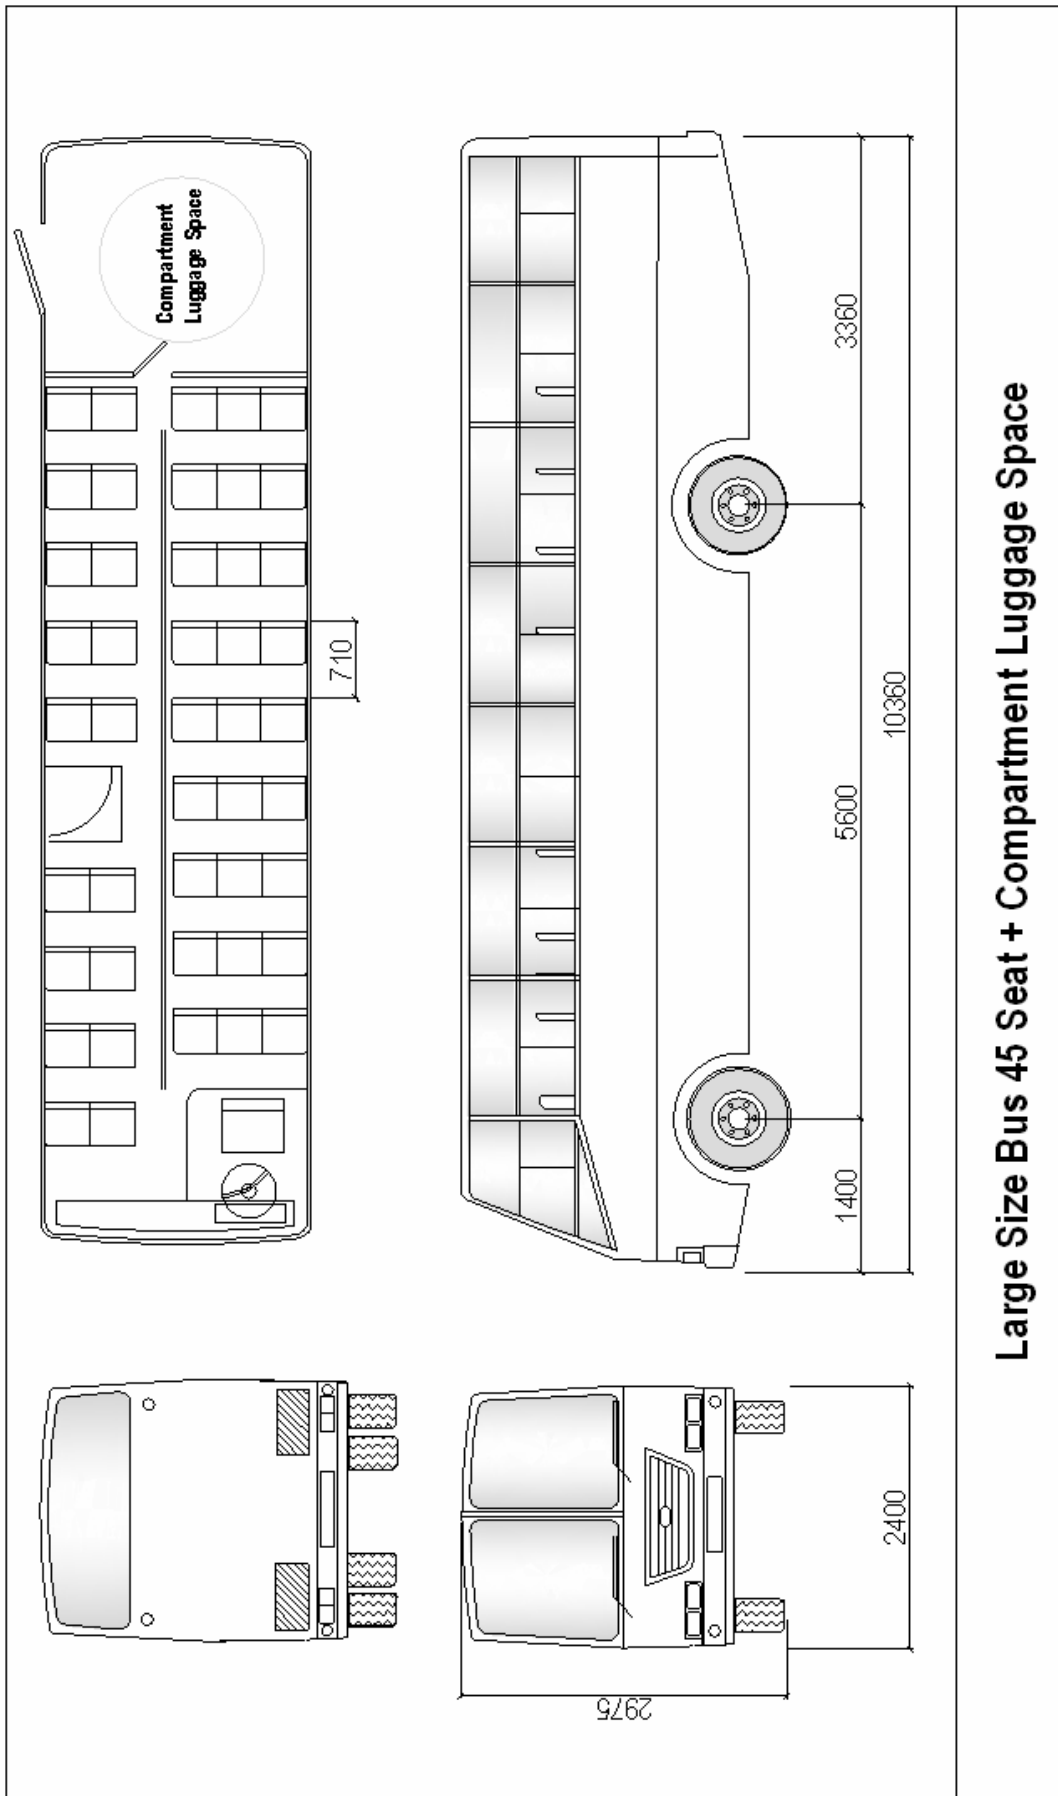 Compartment
Luggage Space
710
3360
5600
1400
10360
2400
2975
Large Size Bus 45 Seat + Compartment Luggage Space